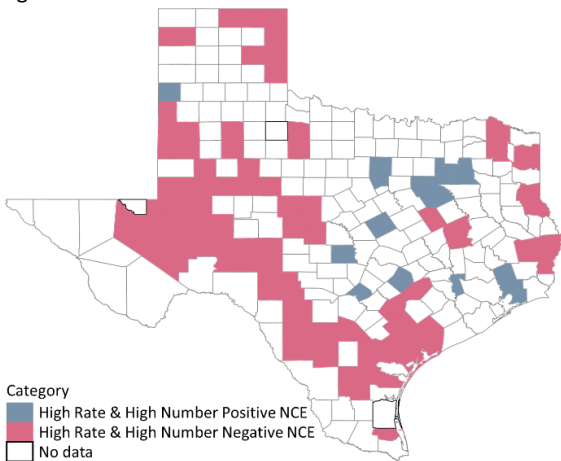 Category
High Rate & High Number Positive NCE
High Rate & High Number Negative NCE
No data